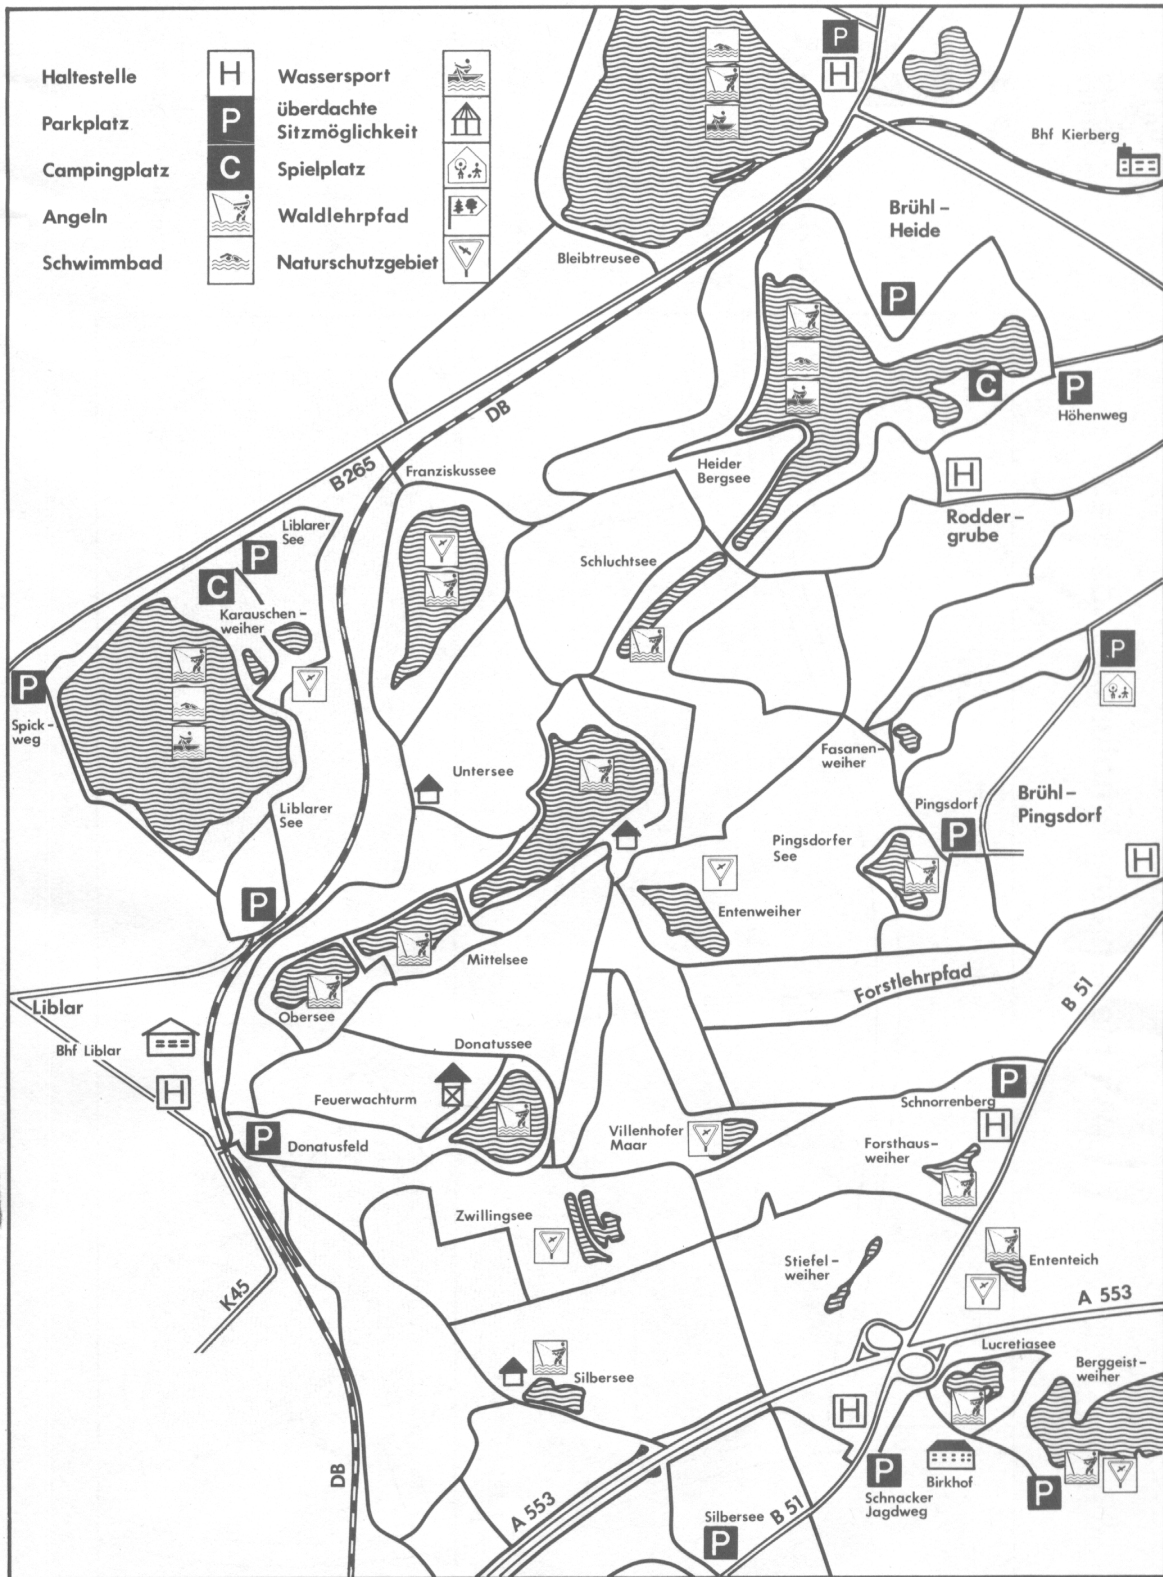 Haltestelle
H
Wassersport
Parkplatz
P
überdachte
Sitzmöglichkeit
Campingplatz
C
Spielplatz
Angeln
Waldlehrpfad
Schwimmbad
Naturschutzgebiet
P
H
Bhf Kierberg
Brühl –
Heide
Bleibtreusee
P
C
P
Höhenweg
DB
B265
Franziskussee
Heider
Bergsee
H
Rodder –
grube
Liblarer
See
P
C
Schluchtsee
Karauschen –
weiher
P
Spick –
weg
P
Fasanen –
weiher
Untersee
Liblarer
See
Pingsdorf
P
Brühl –
Pingsdorf
Pingsdorfer
See
H
P
Entenweiher
Mittelsee
Forstlehrpfad
B 51
Obersee
Liblar
Bhf Liblar
Donatussee
Feuerwachturm
H
P
Schnorrenberg
H
P
Donatusfeld
Villenhofer
Maar
Forsthaus –
weiher
Zwillingsee
Stiefel –
weiher
Ententeich
A 553
K45
Lucretiasee
Berggeist –
weiher
Silbersee
H
DB
A 553
P
Schnacker
Jagdweg
Birkhof
P
Silbersee
P
B 51